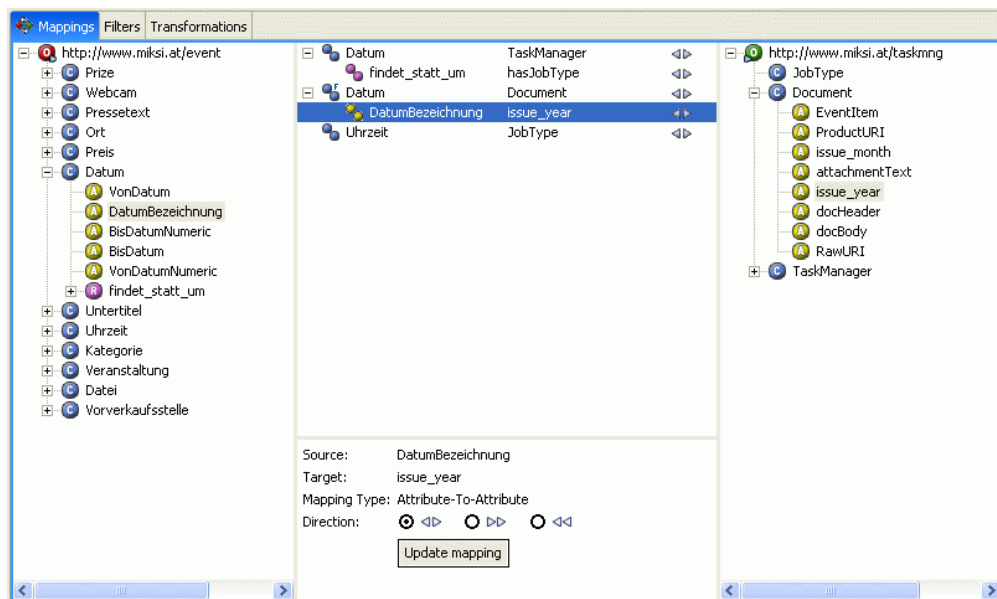 Mappings Filters Transformations
http://www.miksi.at/event
Prize
Webcam
Pressetext
Ort
Preis
Datum
VonDatum
DatumBezeichnung
BisDatumNumeric
BisDatum
VonDatumNumeric
findet_statt_um
Untertitel
Uhrzeit
Kategorie
Veranstaltung
Datei
Vorverkaufsstelle
Datum TaskManager
findet_statt_um hasJobType
Datum Document
DatumBezeichnung issue_year
Uhrzeit JobType
Source: DatumBezeichnung
Target: issue_year
Mapping Type: Attribute-To-Attribute
Direction:
Update mapping
http://www.miksi.at/taskmng
JobType
Document
EventItem
ProductURI
issue_month
attachmentText
issue_year
docHeader
docBody
RawURI
TaskManager